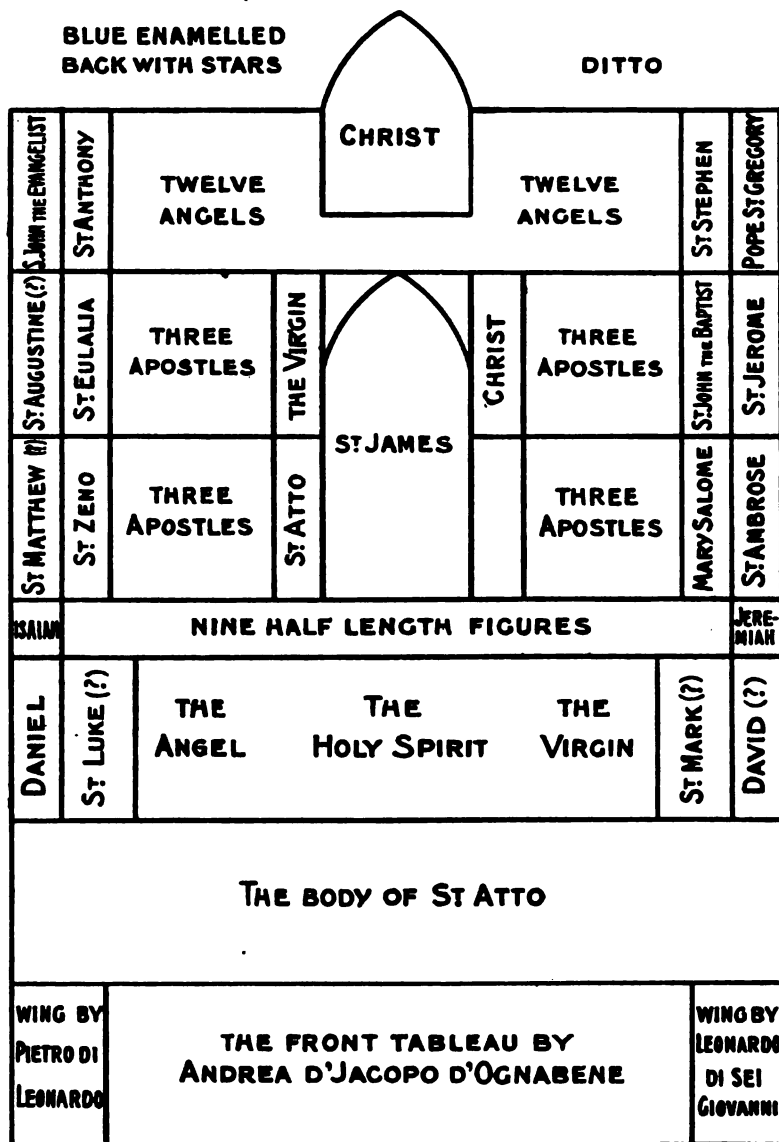 BLUE ENAMELLED
BACK WITH STARS
DITTO
CHRIST
S. JOHN THE EVANGELIST
ST ANTHONY
TWELVE
ANGELS
TWELVE
ANGELS
ST STEPHEN
POPE ST GREGORY
ST AUGUSTINE (?)
ST EULALIA
THREE
APOSTLES
THE VIRGIN
ST JAMES
CHRIST
THREE
APOSTLES
ST JOHN THE BAPTIST
ST JEROME
ST MATTHEW (?)
ST ZENO
THREE
APOSTLES
ST ATTO
THREE
APOSTLES
MARY SALOME
ST AMBROSE
ISAIAH
NINE HALF LENGTH FIGURES
JERE-
MIAH
DANIEL
ST LUKE (?)
THE
ANGEL
THE
HOLY SPIRIT
THE
VIRGIN
ST MARK (?)
DAVID (?)
THE BODY OF ST ATTO
WING BY
PIETRO DI
LEONARDO
THE FRONT TABLEAU BY
ANDREA D'JACOPO D'OGNABENE
WING BY
LEONARDO
DI SEI
GIOVANNI